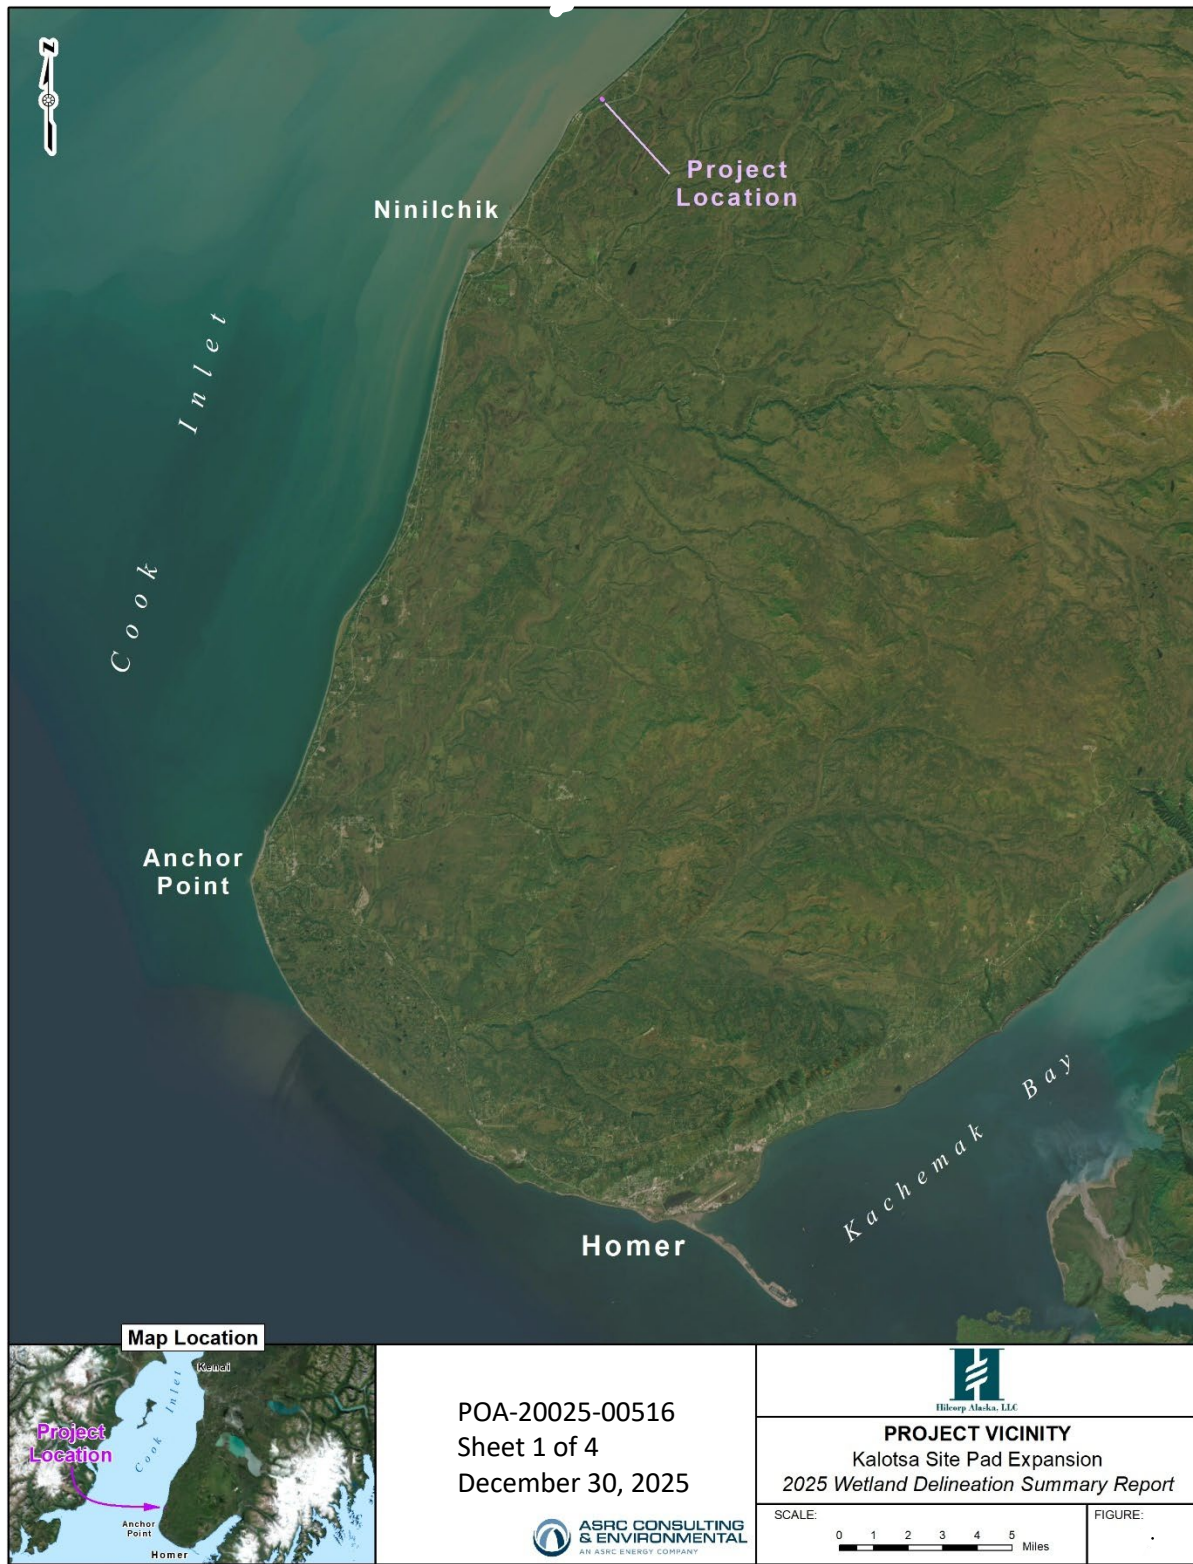 N
Project
Location
Ninilchik
Cook Inlet
Anchor
Point
Kachemak Bay
Homer
Map Location
Kenai
Cook Inlet
Project
Location
Anchor
Point
Homer
POA-20025-00516
Sheet 1 of 4
December 30, 2025
ASRC CONSULTING
& ENVIRONMENTAL
AN ASRC ENERGY COMPANY
Hilcorp Alaska, LLC
PROJECT VICINITY
Kalotsa Site Pad Expansion
2025 Wetland Delineation Summary Report
SCALE:
0 1 2 3 4 5
Miles
FIGURE:
.